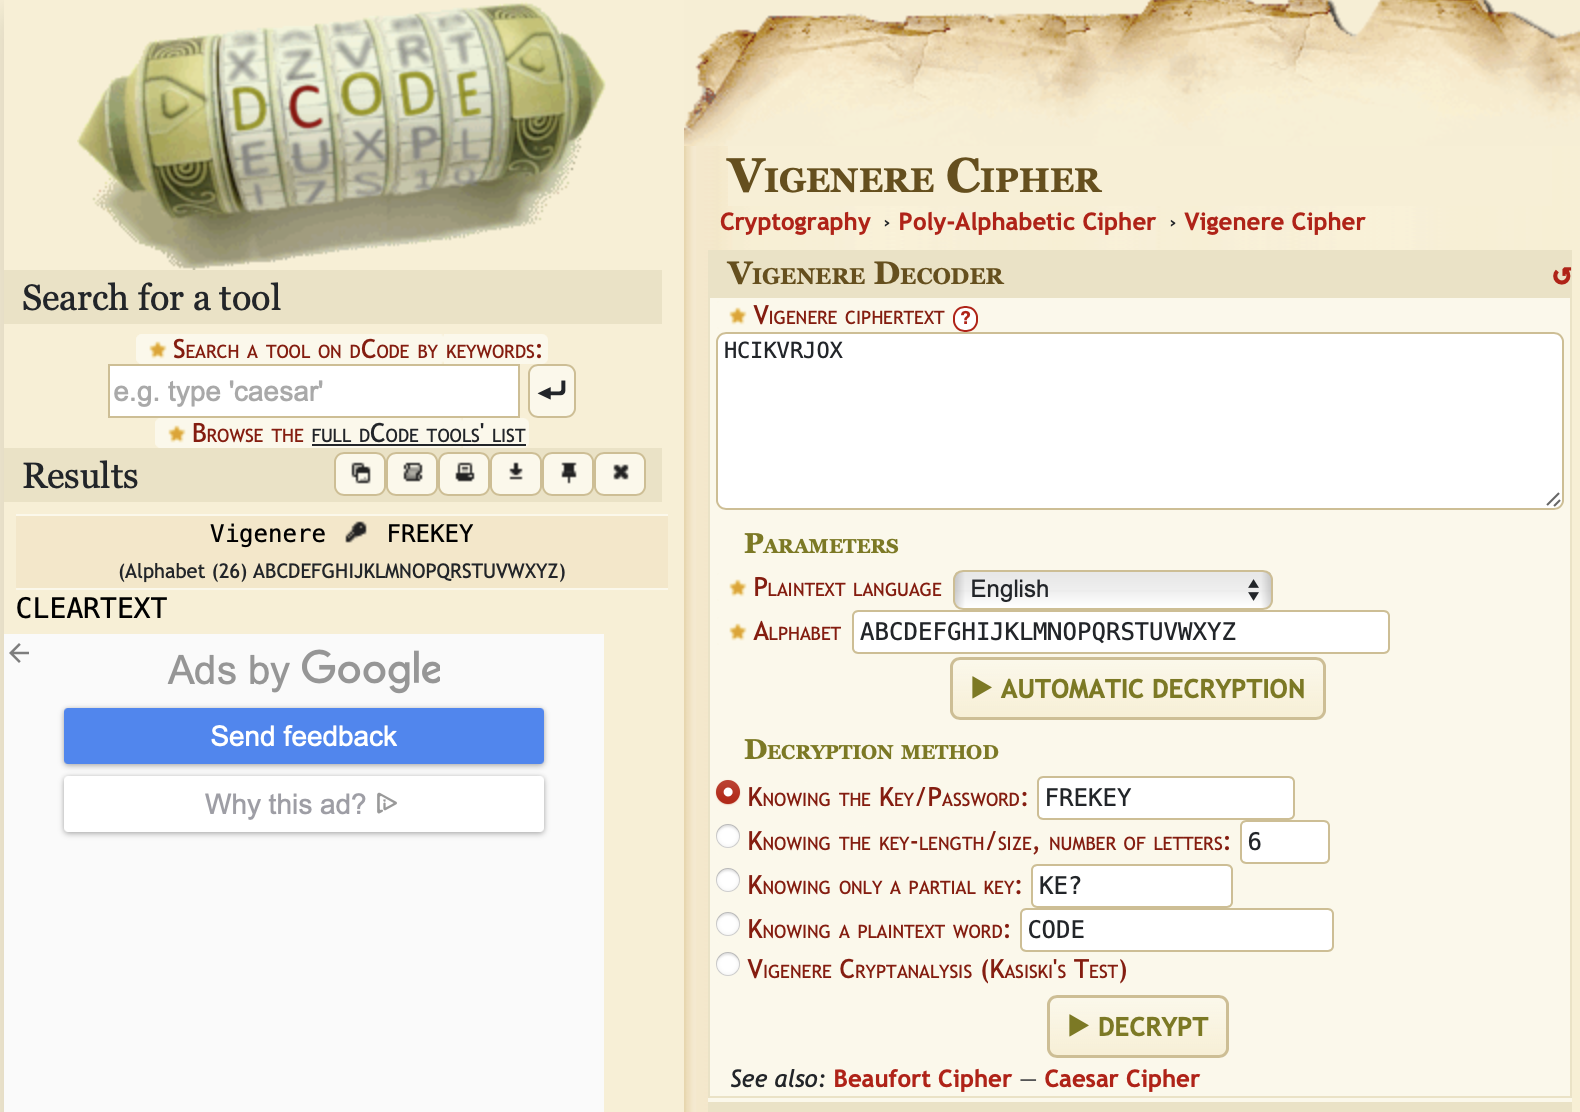 X Z V R T
D C O D E
E U X P L
Search for a tool
Search a tool on dCode by keywords:
e.g. type 'caesar'
Browse the full dCode tools' list
Results
Vigenere FREKEY
(Alphabet (26) ABCDEFGHIJKLMNOPQRSTUVWXYZ)
CLEARTEXT
Ads by Google
Send feedback
Why this ad?
Vigenere Cipher
Cryptography › Poly-Alphabetic Cipher › Vigenere Cipher
Vigenere Decoder
Vigenere ciphertext ?
HCIKVRJOX
Parameters
Plaintext language English
Alphabet ABCDEFGHIJKLMNOPQRSTUVWXYZ
▶ AUTOMATIC DECRYPTION
Decryption method
Knowing the Key/Password: FREKEY
Knowing the key-length/size, number of letters: 6
Knowing only a partial key: KE?
Knowing a plaintext word: CODE
Vigenere Cryptanalysis (Kasiski's Test)
▶ DECRYPT
See also: Beaufort Cipher — Caesar Cipher